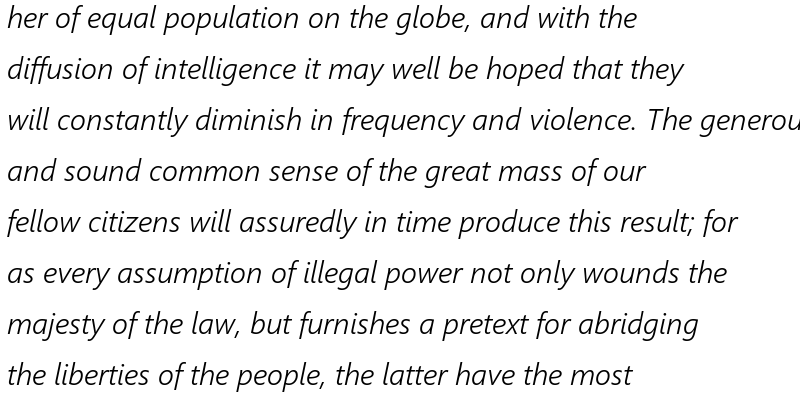 her of equal population on the globe, and with the
diffusion of intelligence it may well be hoped that they
will constantly diminish in frequency and violence. The generou
and sound common sense of the great mass of our
fellow citizens will assuredly in time produce this result; for
as every assumption of illegal power not only wounds the
majesty of the law, but furnishes a pretext for abridging
the liberties of the people, the latter have the most